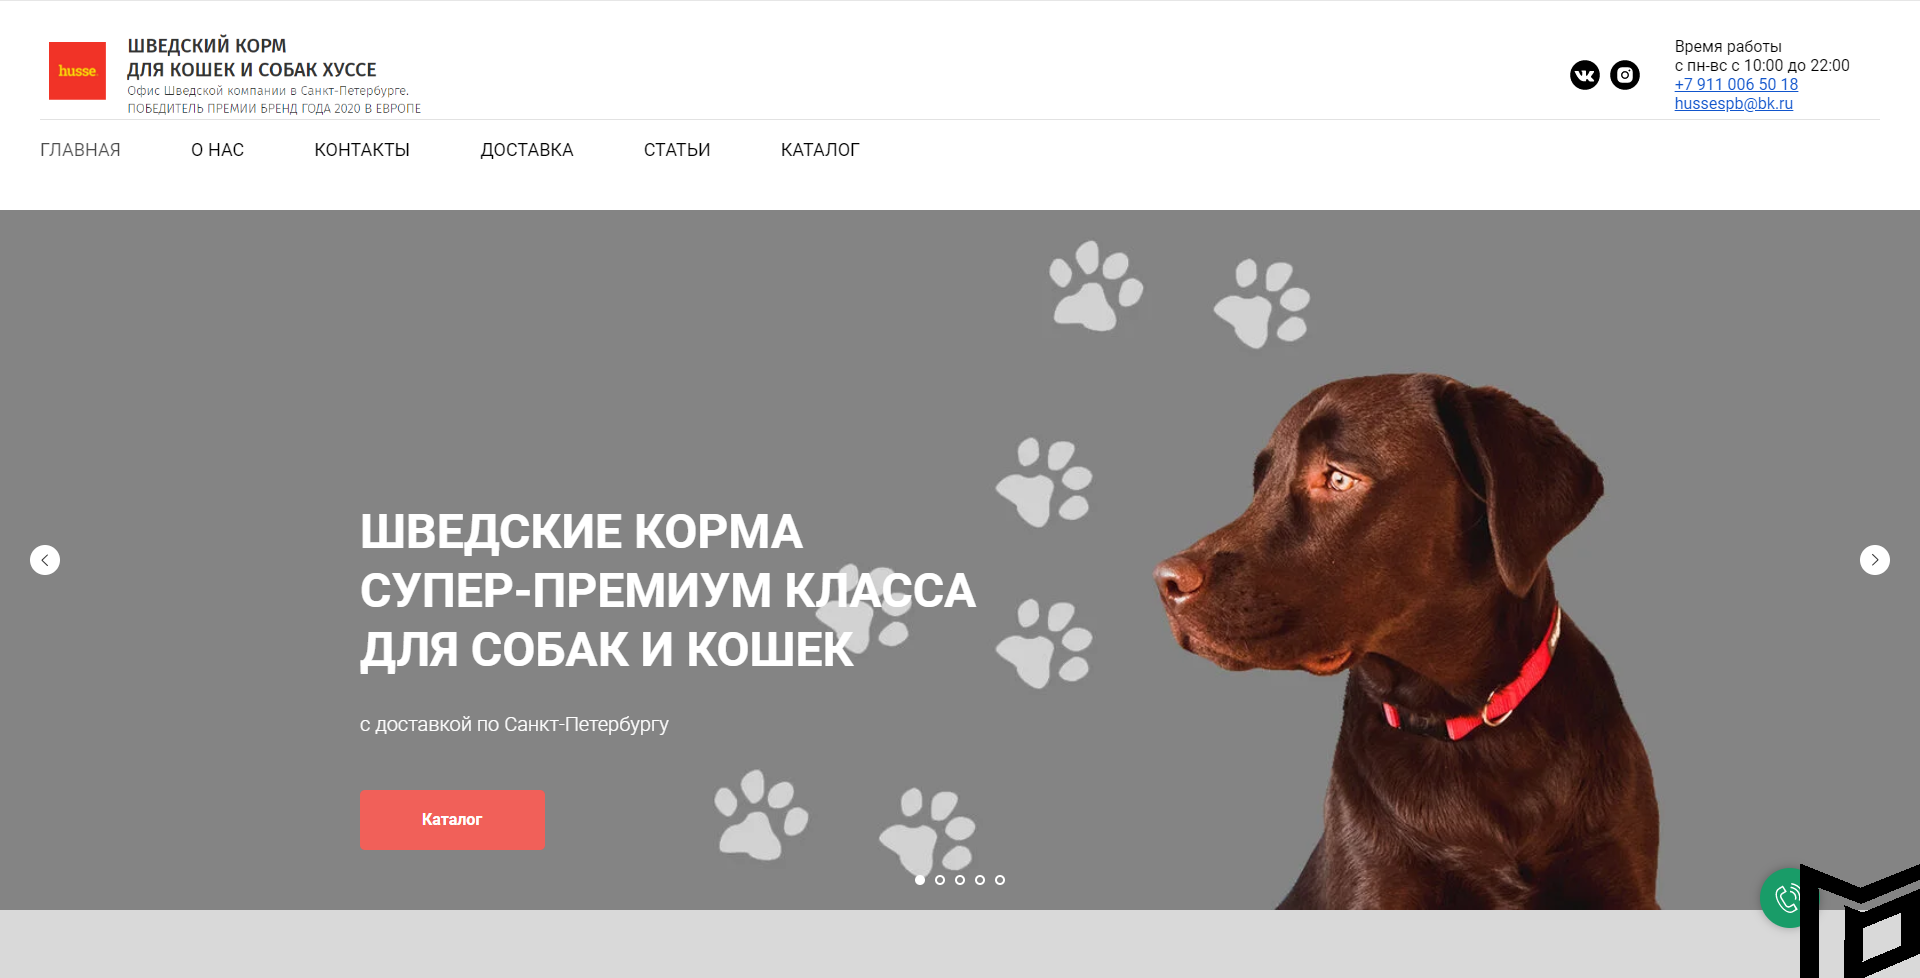 husse
ШВЕДСКИЙ КОРМ
ДЛЯ КОШЕК И СОБАК ХУССЕ
Офис Шведской компании в Санкт-Петербурге.
ПОБЕДИТЕЛЬ ПРЕМИИ БРЕНД ГОДА 2020 В ЕВРОПЕ
Время работы
с пн-вс с 10:00 до 22:00
+7 911 006 50 18
hussespb@bk.ru
ГЛАВНАЯ О НАС КОНТАКТЫ ДОСТАВКА СТАТЬИ КАТАЛОГ
ШВЕДСКИЕ КОРМА
СУПЕР-ПРЕМИУМ КЛАССА
ДЛЯ СОБАК И КОШЕК
с доставкой по Санкт-Петербургу
Каталог